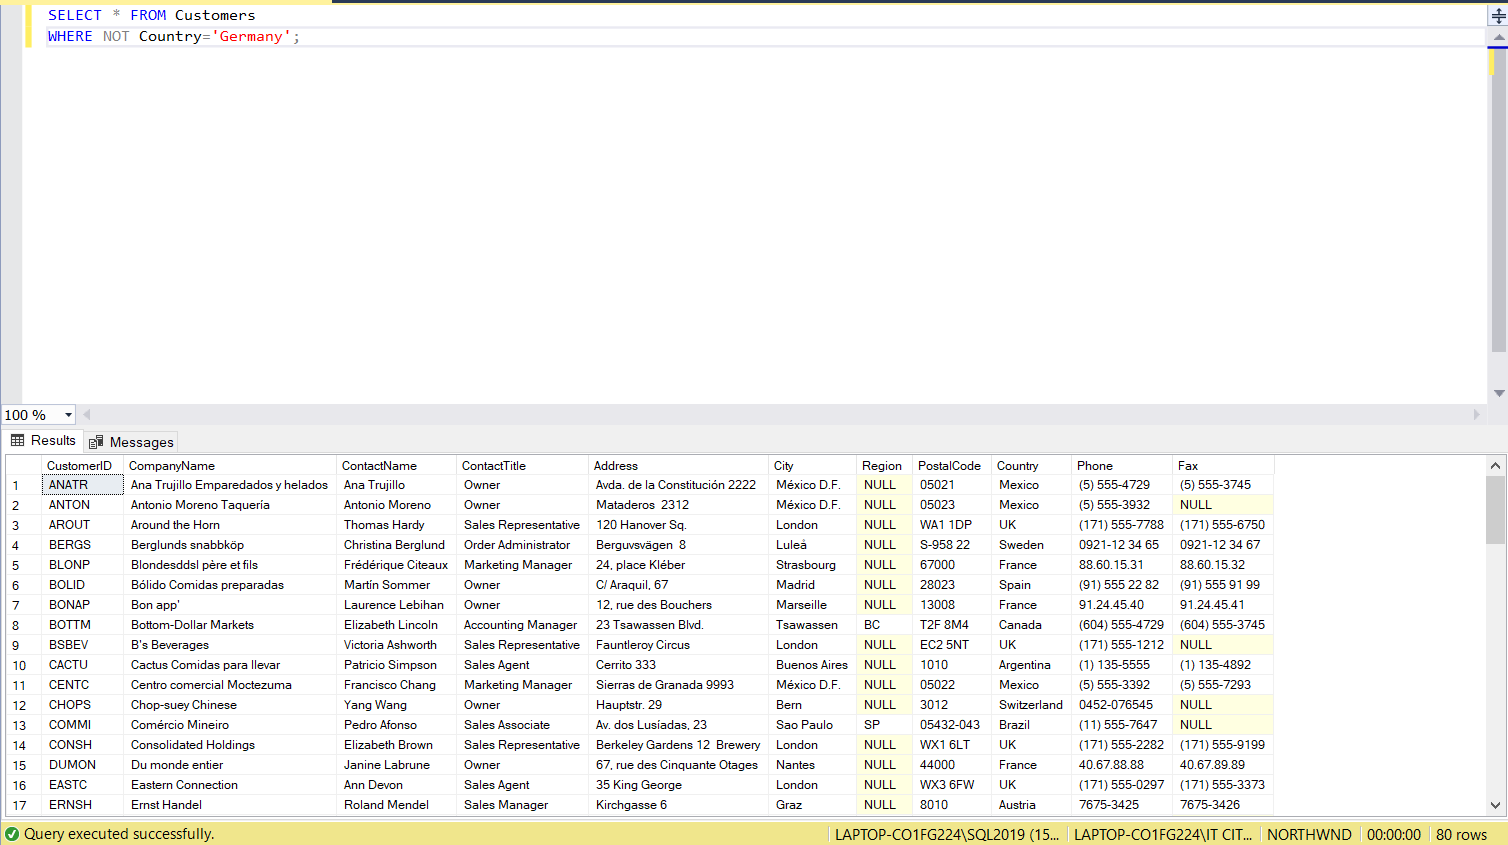 SELECT * FROM Customers
WHERE NOT Country='Germany';
100 %
Results Messages
CustomerID CompanyName ContactName ContactTitle Address City Region PostalCode Country Phone Fax
1 ANATR Ana Trujillo Emparedados y helados Ana Trujillo Owner Avda. de la Constitución 2222 México D.F. NULL 05021 Mexico (5) 555-4729 (5) 555-3745
2 ANTON Antonio Moreno Taquería Antonio Moreno Owner Mataderos 2312 México D.F. NULL 05023 Mexico (5) 555-3932 NULL
3 AROUT Around the Horn Thomas Hardy Sales Representative 120 Hanover Sq. London NULL WA1 1DP UK (171) 555-7788 (171) 555-6750
4 BERGS Berglunds snabbköp Christina Berglund Order Administrator Berguvsvägen 8 Luleå NULL S-958 22 Sweden 0921-12 34 65 0921-12 34 67
5 BLONP Blondesddsl père et fils Frédérique Citeaux Marketing Manager 24, place Kléber Strasbourg NULL 67000 France 88.60.15.31 88.60.15.32
6 BOLID Bólido Comidas preparadas Martín Sommer Owner C/ Araquil, 67 Madrid NULL 28023 Spain (91) 555 22 82 (91) 555 91 99
7 BONAP Bon app' Laurence Lebihan Owner 12, rue des Bouchers Marseille NULL 13008 France 91.24.45.40 91.24.45.41
8 BOTTM Bottom-Dollar Markets Elizabeth Lincoln Accounting Manager 23 Tsawassen Blvd. Tsawassen BC T2F 8M4 Canada (604) 555-4729 (604) 555-3745
9 BSBEV B's Beverages Victoria Ashworth Sales Representative Fauntleroy Circus London NULL EC2 5NT UK (171) 555-1212 NULL
10 CACTU Cactus Comidas para llevar Patricio Simpson Sales Agent Cerrito 333 Buenos Aires NULL 1010 Argentina (1) 135-5555 (1) 135-4892
11 CENTC Centro comercial Moctezuma Francisco Chang Marketing Manager Sierras de Granada 9993 México D.F. NULL 05022 Mexico (5) 555-3392 (5) 555-7293
12 CHOPS Chop-suey Chinese Yang Wang Owner Hauptstr. 29 Bern NULL 3012 Switzerland 0452-076545 NULL
13 COMMI Comércio Mineiro Pedro Afonso Sales Associate Av. dos Lusíadas, 23 Sao Paulo SP 05432-043 Brazil (11) 555-7647 NULL
14 CONSH Consolidated Holdings Elizabeth Brown Sales Representative Berkeley Gardens 12 Brewery London NULL WX1 6LT UK (171) 555-2282 (171) 555-9199
15 DUMON Du monde entier Janine Labrune Owner 67, rue des Cinquante Otages Nantes NULL 44000 France 40.67.88.88 40.67.89.89
16 EASTC Eastern Connection Ann Devon Sales Agent 35 King George London NULL WX3 6FW UK (171) 555-0297 (171) 555-3373
17 ERNSH Ernst Handel Roland Mendel Sales Manager Kirchgasse 6 Graz NULL 8010 Austria 7675-3425 7675-3426
Query executed successfully. LAPTOP-CO1FG224\SQL2019 (15... LAPTOP-CO1FG224\IT CIT... NORTHWND 00:00:00 80 rows